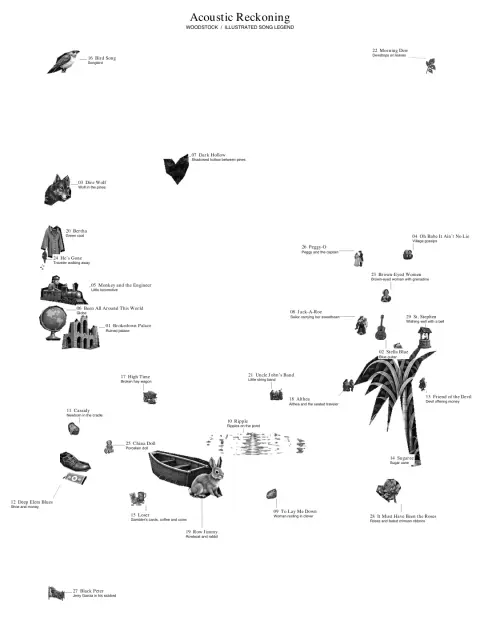 Acoustic Reckoning
WOODSTOCK / ILLUSTRATED SONG LEGEND
22 Morning Dew
Dewdrops on leaves
16 Bird Song
Songbird
07 Dark Hollow
Shadowed hollow between pines
03 Dire Wolf
Wolf in the pines
20 Bertha
Green coat
04 Oh Babe It Ain't No Lie
Village gossips
26 Peggy-O
Peggy and the captain
24 He's Gone
Traveler walking away
23 Brown-Eyed Women
Brown-eyed women with grenadine
05 Monkey and the Engineer
Little locomotive
06 Been All Around This World
Globe
08 Jack-A-Roe
Sailor carrying her sweetheart
29 St. Stephen
Wishing well with crawl
01 Brokedown Palace
Ruined palace
02 Stella Blue
Blue guitar
17 High Time
Broken hay wagon
21 Uncle John's Band
Little string band
18 Althea
Althea and the seated traveler
13 Friend of the Devil
Devil offering money
11 Cassidy
Newborn in the cradle
10 Ripple
Ripples on the pond
25 China Doll
Porcelain doll
14 Sugaree
Sugar cane
12 Deep Elem Blues
Shoe and money
15 Loser
Gambler's cards, coffee and coins
09 To Lay Me Down
Woman resting in clover
28 It Must Have Been the Roses
Roses and faded crimson ribbons
19 Row Jimmy
Rowboat and rabbit
27 Black Peter
Jerry Garcia in his sickbed